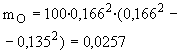 m_O = 100·0,166²·(0,166² −
− 0,135²) = 0,0257